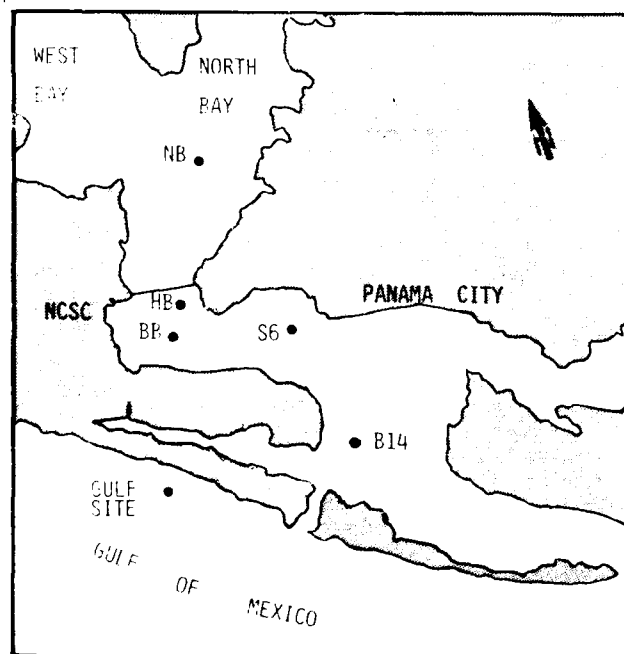 WEST
BAY
NORTH
BAY
NB
HB
NCSC
PANAMA CITY
BB
S6
B14
GULF
SITE
GULF OF MEXICO